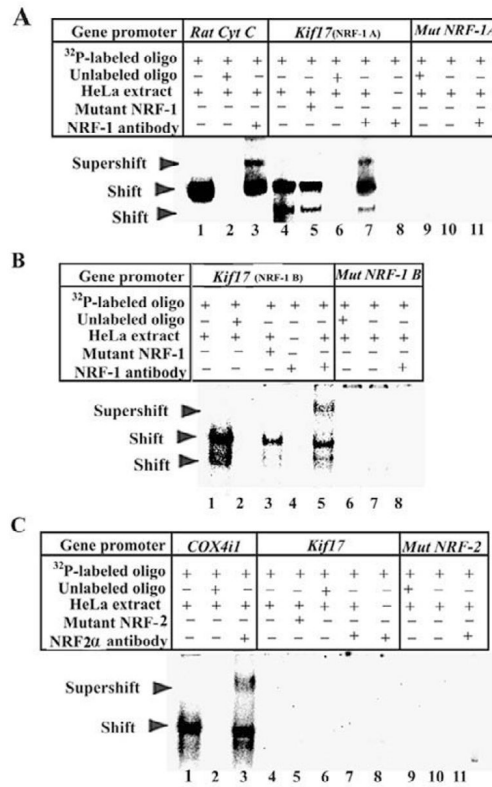 A
Gene promoter Rat Cyt C Kif17(NRF-1 A) Mut NRF-1A
32P-labeled oligo + + + + + + + + + + +
Unlabeled oligo – + – – – + – – + – –
HeLa extract + + + + + + + – + + +
Mutant NRF-1 – – – – + – – – – – –
NRF-1 antibody – – + – – – + + – – +
Supershift
Shift
Shift
1 2 3 4 5 6 7 8 9 10 11
B
Gene promoter Kif17 (NRF-1 B) Mut NRF-1 B
32P-labeled oligo + + + + + + + +
Unlabeled oligo – + – – – + – –
HeLa extract + + + – + + + +
Mutant NRF-1 – – + – – – – –
NRF-1 antibody – – – + + – – +
Supershift
Shift
Shift
1 2 3 4 5 6 7 8
C
Gene promoter COX4i1 Kif17 Mut NRF-2
32P-labeled oligo + + + + + + + + + + +
Unlabeled oligo – + – – – + – – + – –
HeLa extract + + + + + + + – + + +
Mutant NRF-2 – – – – + – – – – – –
NRF2α antibody – – + – – – + + – – +
Supershift
Shift
1 2 3 4 5 6 7 8 9 10 11